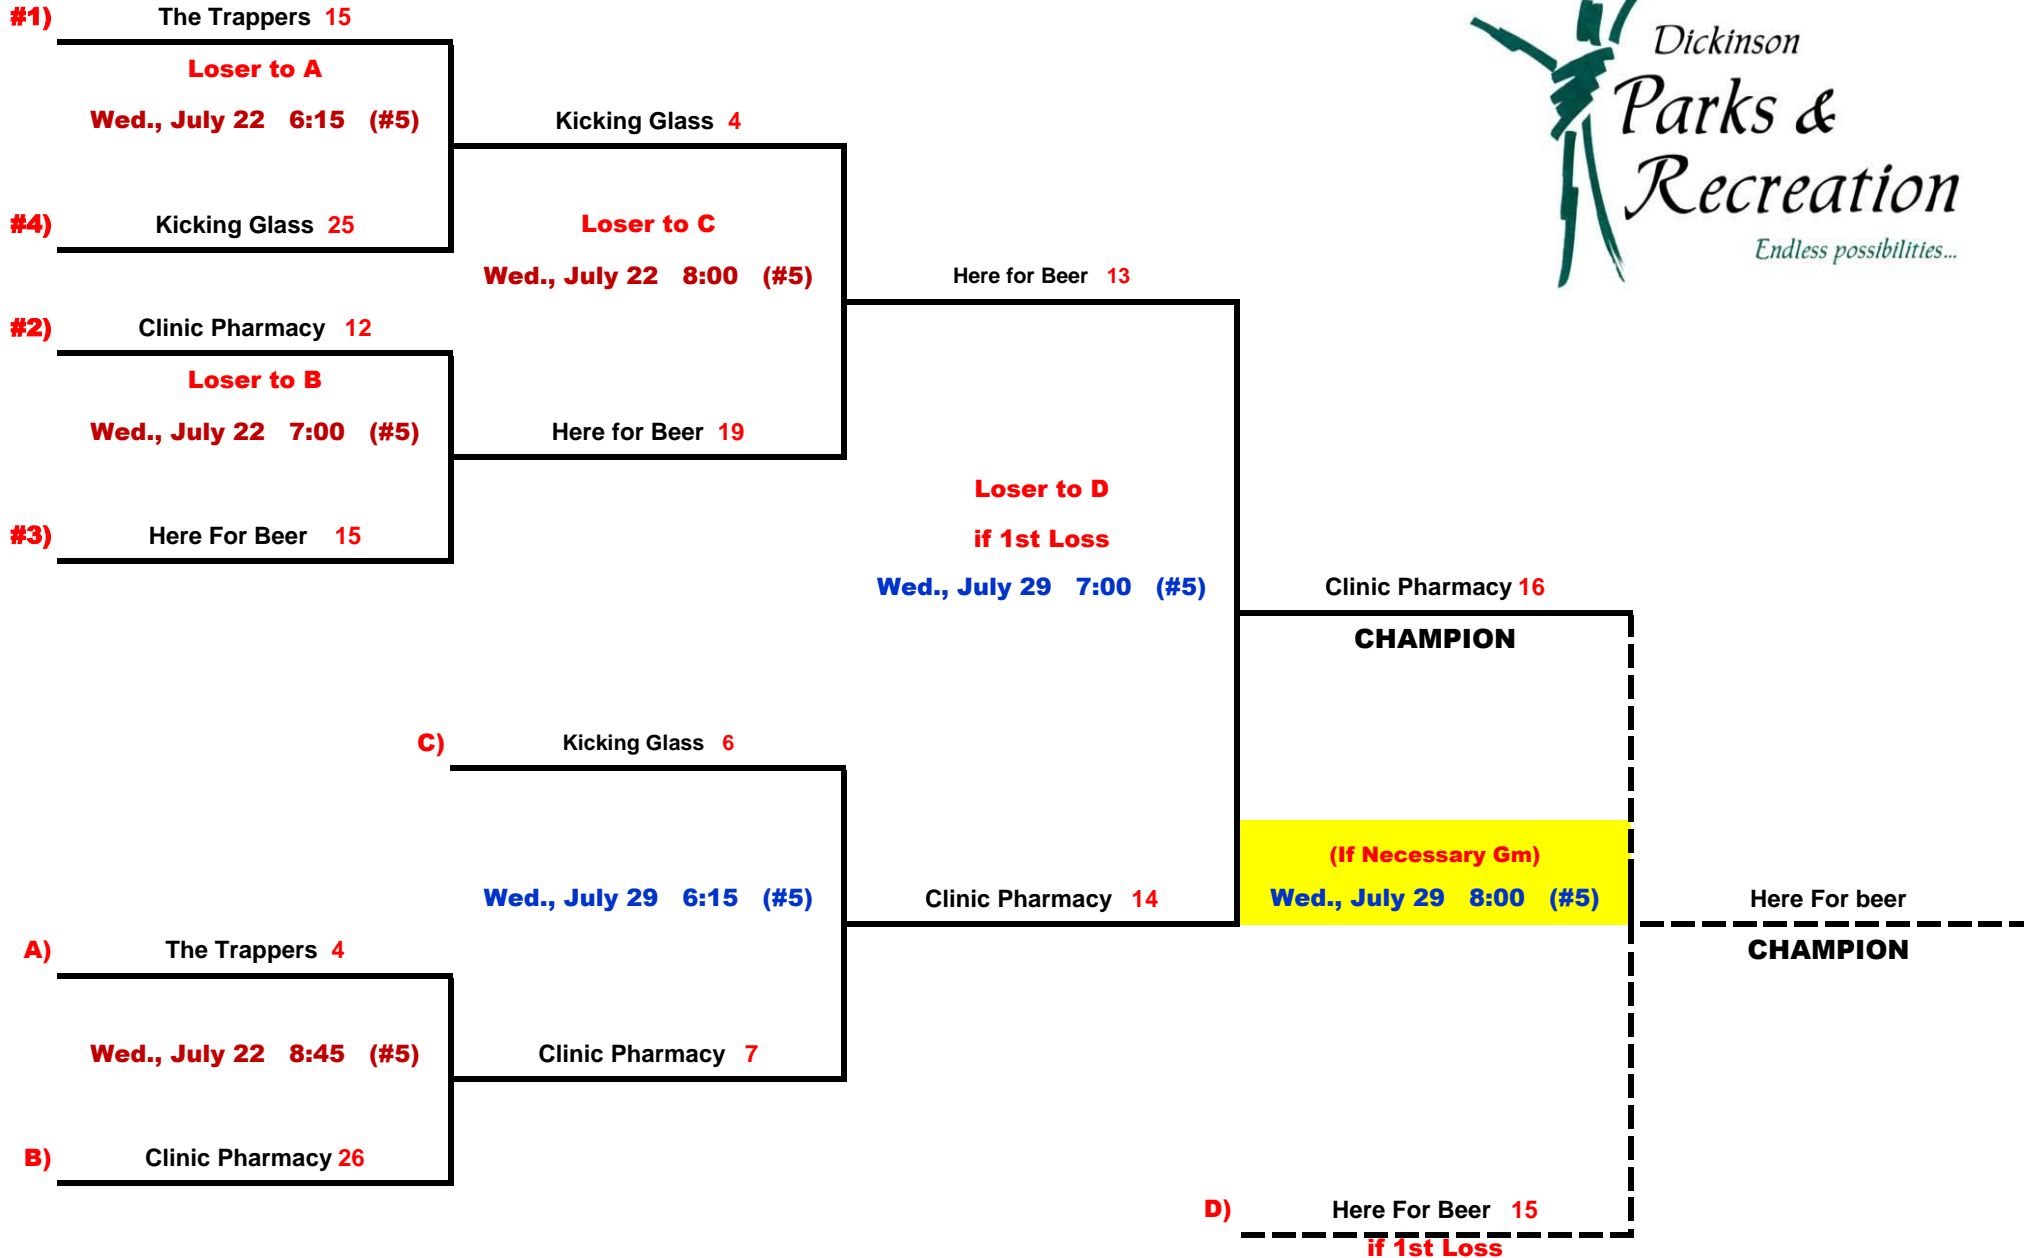 #1) The Trappers 15
Loser to A
Wed., July 22 6:15 (#5)
#4) Kicking Glass 25
#2) Clinic Pharmacy 12
Loser to B
Wed., July 22 7:00 (#5)
#3) Here For Beer 15
Kicking Glass 4
Loser to C
Wed., July 22 8:00 (#5)
Here for Beer 19
Here for Beer 13
Loser to D
if 1st Loss
Wed., July 29 7:00 (#5)
C) Kicking Glass 6
Wed., July 29 6:15 (#5)
Clinic Pharmacy 7
A) The Trappers 4
Wed., July 22 8:45 (#5)
B) Clinic Pharmacy 26
Clinic Pharmacy 14
Clinic Pharmacy 16
CHAMPION
(If Necessary Gm)
Wed., July 29 8:00 (#5)
D) Here For Beer 15
if 1st Loss
Here For beer
CHAMPION
Dickinson
Parks &
Recreation
Endless possibilities...